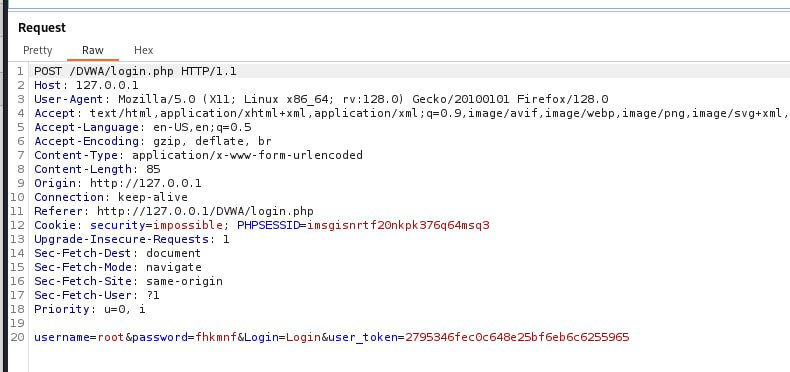 Request
Pretty Raw Hex
1 POST /DVWA/login.php HTTP/1.1
2 Host: 127.0.0.1
3 User-Agent: Mozilla/5.0 (X11; Linux x86_64; rv:128.0) Gecko/20100101 Firefox/128.0
4 Accept: text/html,application/xhtml+xml,application/xml;q=0.9,image/avif,image/webp,image/png,image/svg+xml,
5 Accept-Language: en-US,en;q=0.5
6 Accept-Encoding: gzip, deflate, br
7 Content-Type: application/x-www-form-urlencoded
8 Content-Length: 85
9 Origin: http://127.0.0.1
10 Connection: keep-alive
11 Referer: http://127.0.0.1/DVWA/login.php
12 Cookie: security=impossible; PHPSESSID=imsgisnrtf20nkpk376q64msq3
13 Upgrade-Insecure-Requests: 1
14 Sec-Fetch-Dest: document
15 Sec-Fetch-Mode: navigate
16 Sec-Fetch-Site: same-origin
17 Sec-Fetch-User: ?1
18 Priority: u=0, i
19
20 username=root&password=fhkmnf&Login=Login&user_token=2795346fec0c648e25bf6eb6c6255965